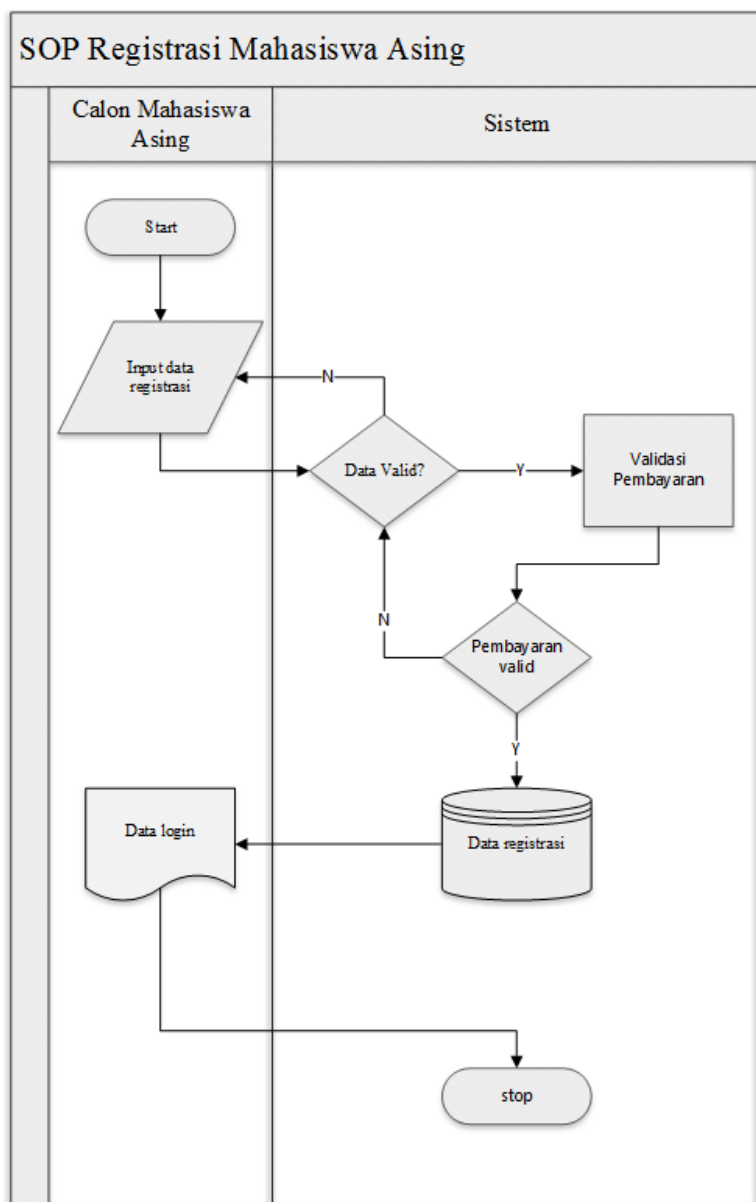 SOP Registrasi Mahasiswa Asing
Calon Mahasiswa
Asing
Sistem
Start
Input data
registrasi
N
Data Valid?
Y
Validasi
Pembayaran
N
Pembayaran
valid
Y
Data login
Data registrasi
stop